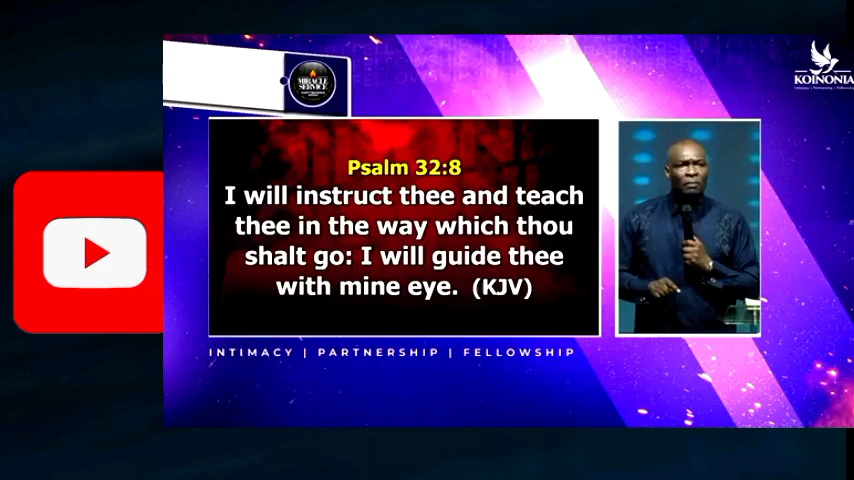 MIRACLE
SERVICE
KOINONIA
Psalm 32:8
I will instruct thee and teach
thee in the way which thou
shalt go: I will guide thee
with mine eye. (KJV)
INTIMACY | PARTNERSHIP | FELLOWSHIP